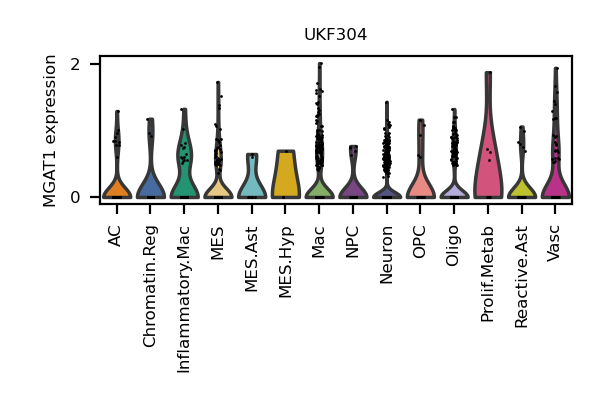 UKF304
MGAT1 expression
2
0
AC
Chromatin.Reg
Inflammatory.Mac
MES
MES.Ast
MES.Hyp
Mac
NPC
Neuron
OPC
Oligo
Prolif.Metab
Reactive.Ast
Vasc